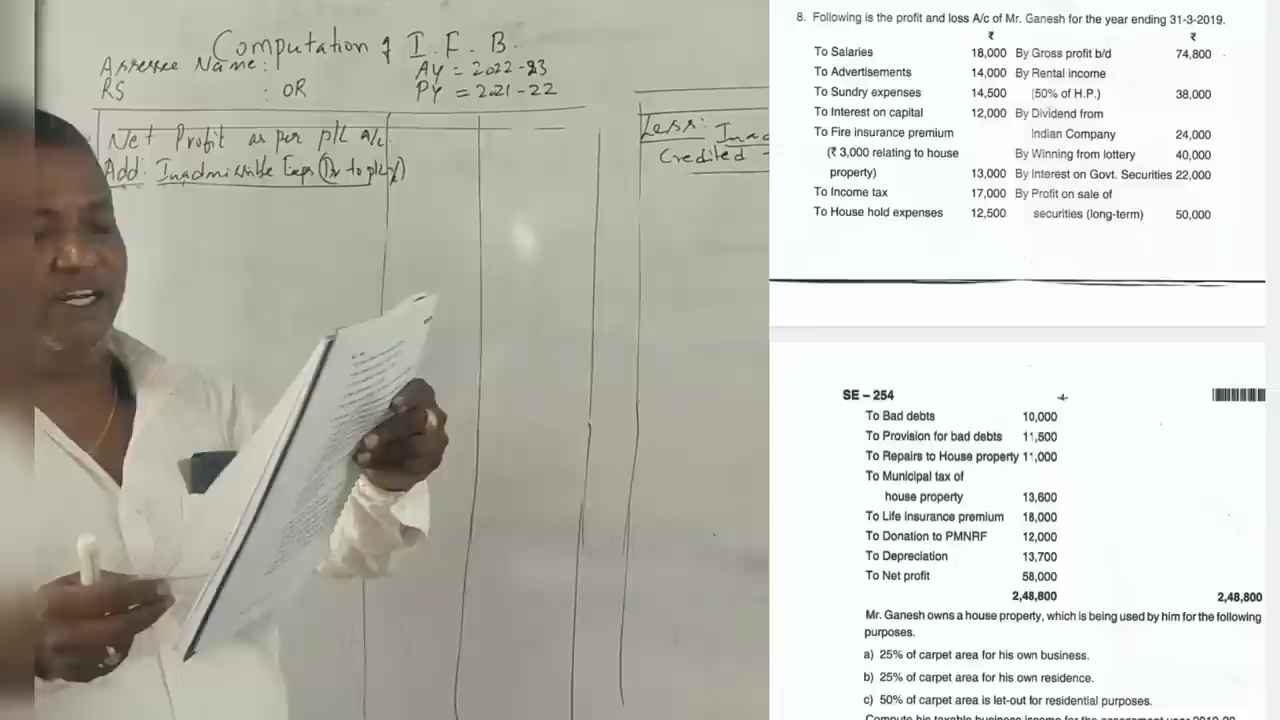 Computation of I. F. B.
Assessee Name :
AY = 2022-23
RS : OR
PY = 2021-22
Net Profit as per P/L A/c
Add: Inadmissible Exps (Dr to P/L A/c)
Less:
Credited
8. Following is the profit and loss A/c of Mr. Ganesh for the year ending 31-3-2019.
₹ ₹
To Salaries 18,000 By Gross profit b/d 74,800
To Advertisements 14,000 By Rental income
To Sundry expenses 14,500 (50% of H.P.) 38,000
To Interest on capital 12,000 By Dividend from
To Fire insurance premium Indian Company 24,000
(₹ 3,000 relating to house By Winning from lottery 40,000
property) 13,000 By Interest on Govt. Securities 22,000
To Income tax 17,000 By Profit on sale of
To House hold expenses 12,500 securities (long-term) 50,000
SE – 254 -4-
To Bad debts 10,000
To Provision for bad debts 11,500
To Repairs to House property 11,000
To Municipal tax of
house property 13,600
To Life Insurance premium 18,000
To Donation to PMNRF 12,000
To Depreciation 13,700
To Net profit 58,000
2,48,800 2,48,800
Mr. Ganesh owns a house property, which is being used by him for the following
purposes.
a) 25% of carpet area for his own business.
b) 25% of carpet area for his own residence.
c) 50% of carpet area is let-out for residential purposes.
Compute his taxable business income for the assessment year 2019-20